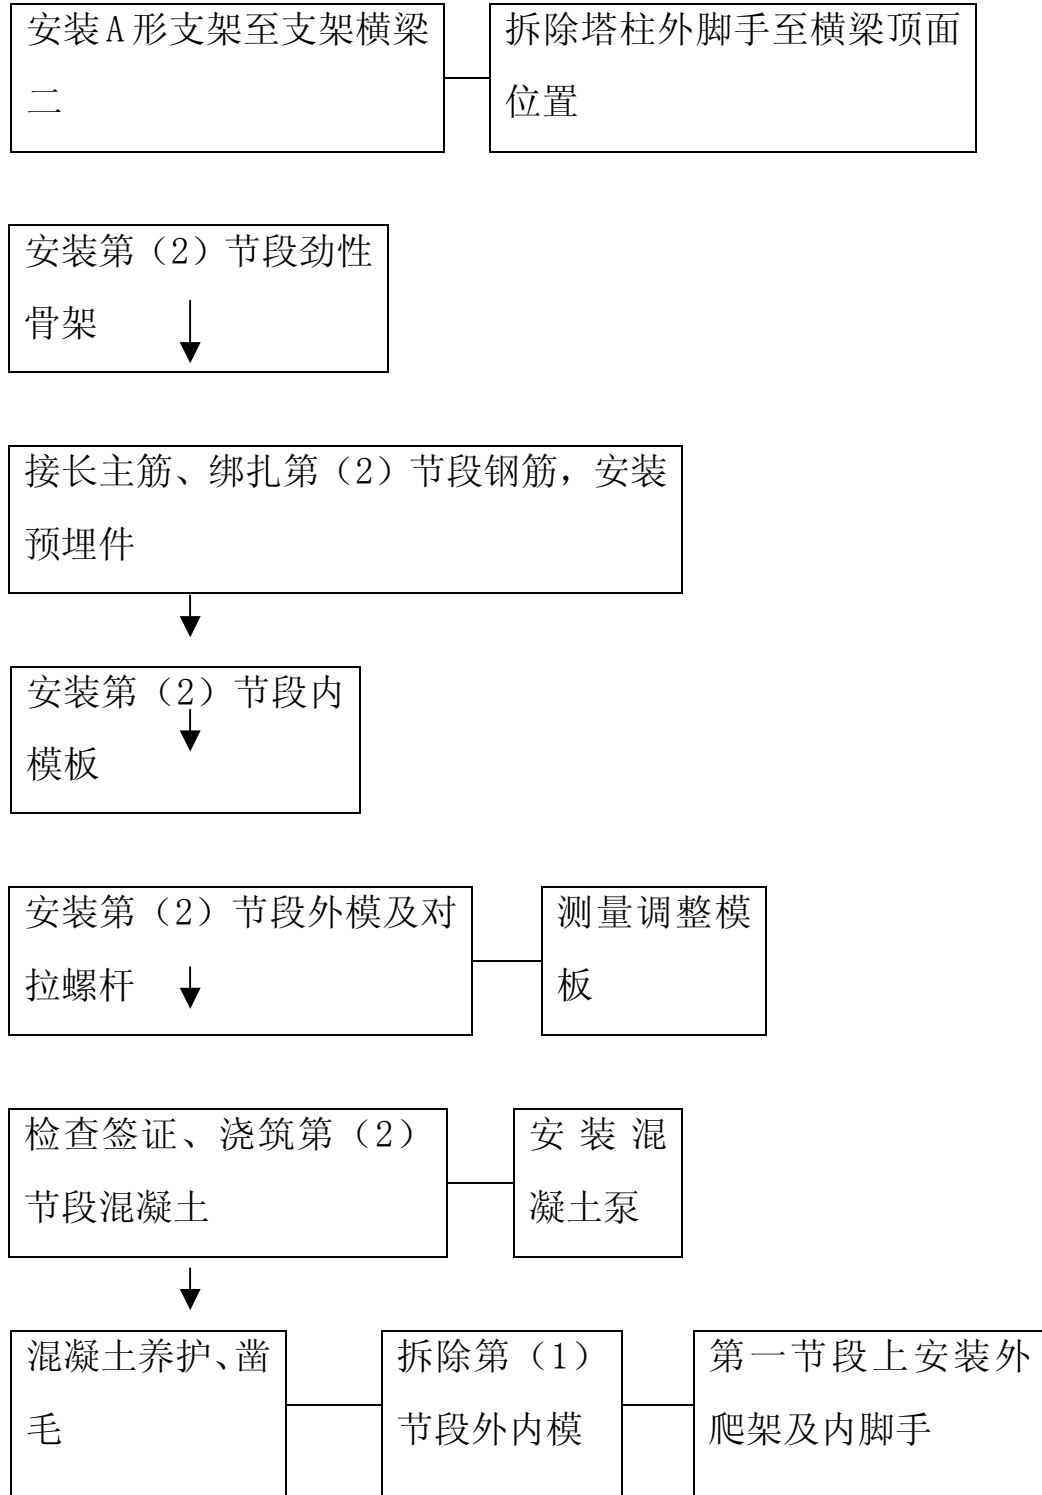 安装A形支架至支架横梁
二
拆除塔柱外脚手至横梁顶面
位置
安装第（2）节段劲性
骨架
接长主筋、绑扎第（2）节段钢筋，安装
预埋件
安装第（2）节段内
模板
安装第（2）节段外模及对
拉螺杆
测量调整模
板
检查签证、浇筑第（2）
节段混凝土
安装混
凝土泵
混凝土养护、凿
毛
拆除第（1）
节段外内模
第一节段上安装外
爬架及内脚手